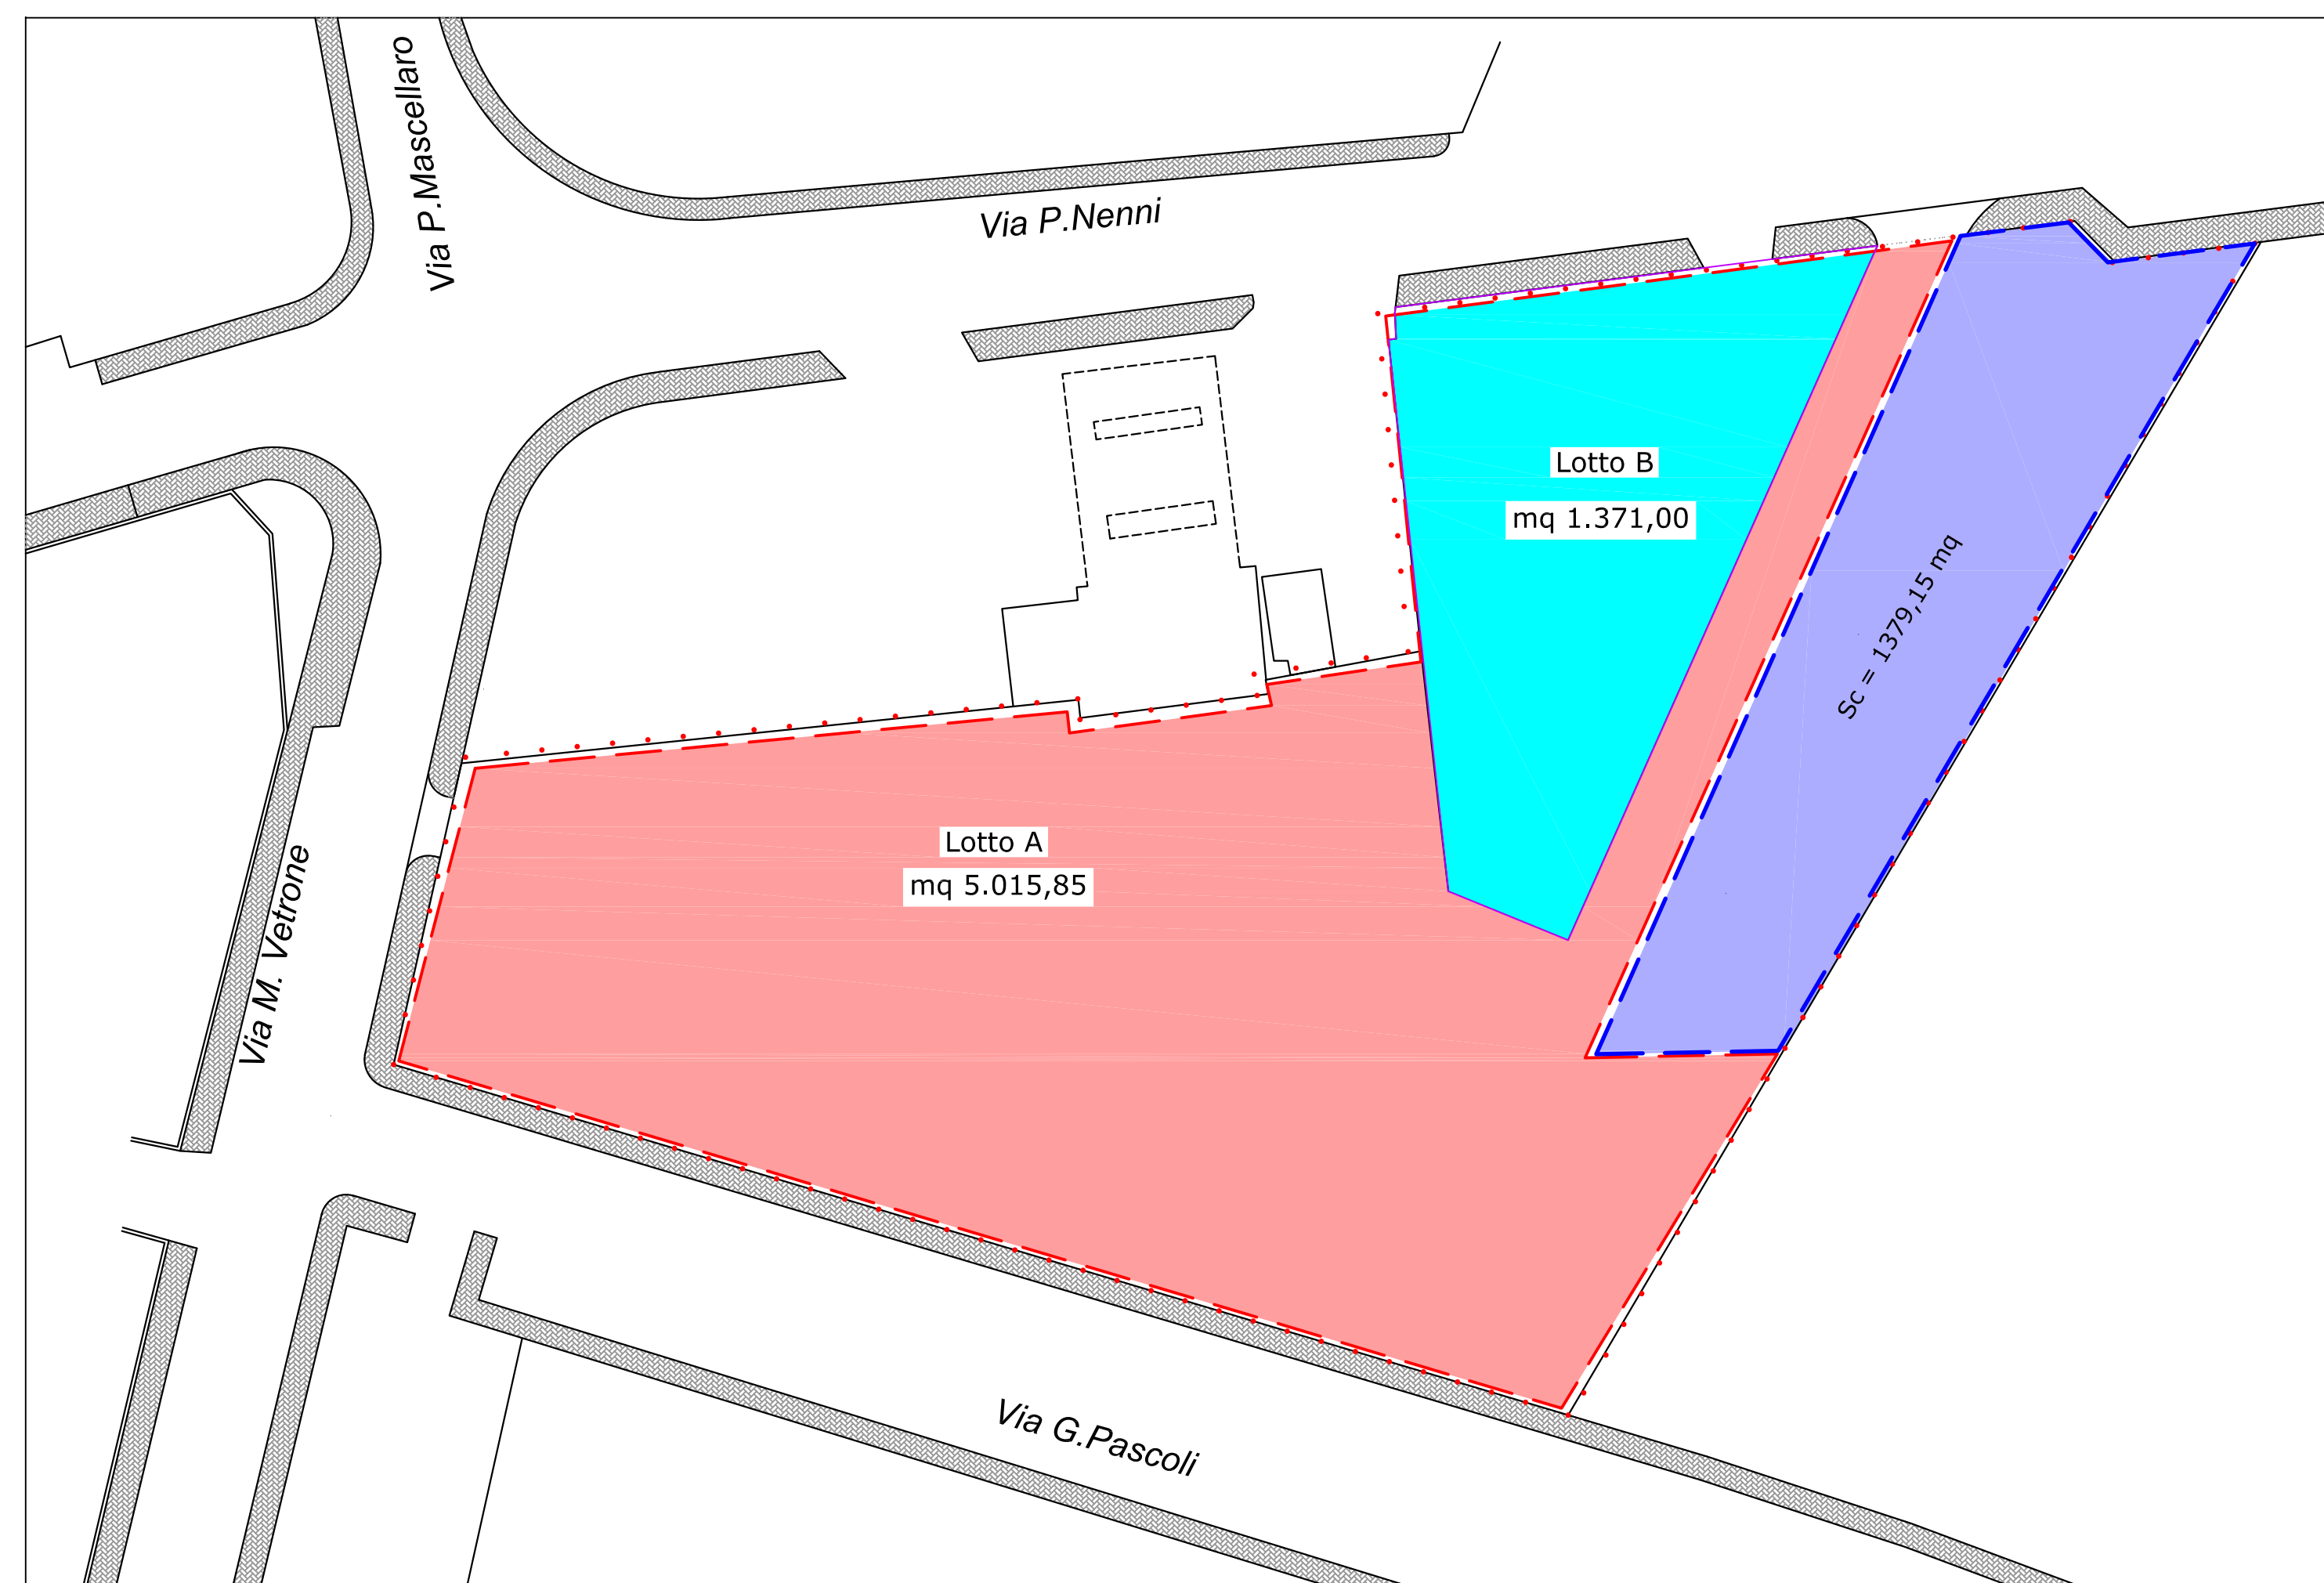 Via P.Mascellaro
Via P.Nenni
Lotto B
mq 1.371,00
Sc = 1379,15 mq
Lotto A
mq 5.015,85
Via M. Vetrone
Via G.Pascoli